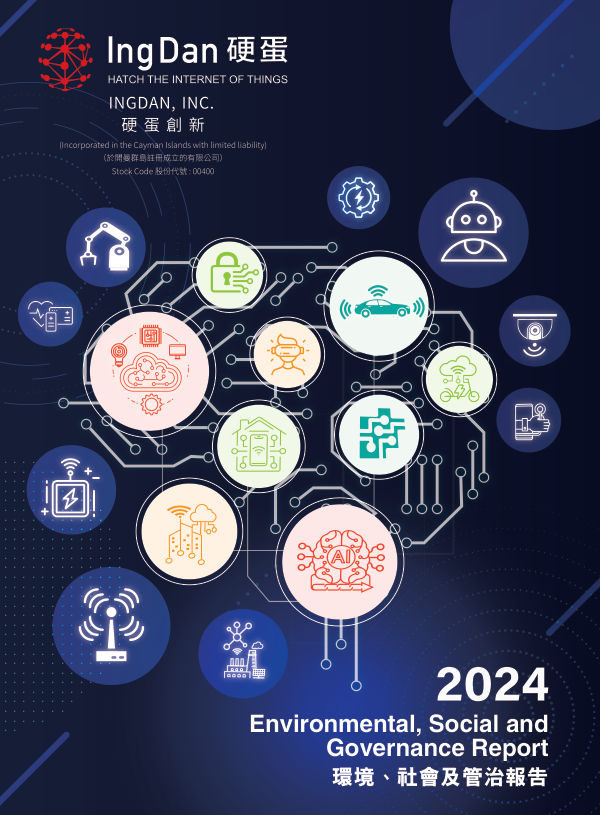 IngDan 硬蛋
HATCH THE INTERNET OF THINGS
INGDAN, INC.
硬蛋創新
(Incorporated in the Cayman Islands with limited liability)
(於開曼群島註冊成立的有限公司)
Stock Code 股份代號 : 00400
AI
2024
Environmental, Social and
Governance Report
環境、社會及管治報告